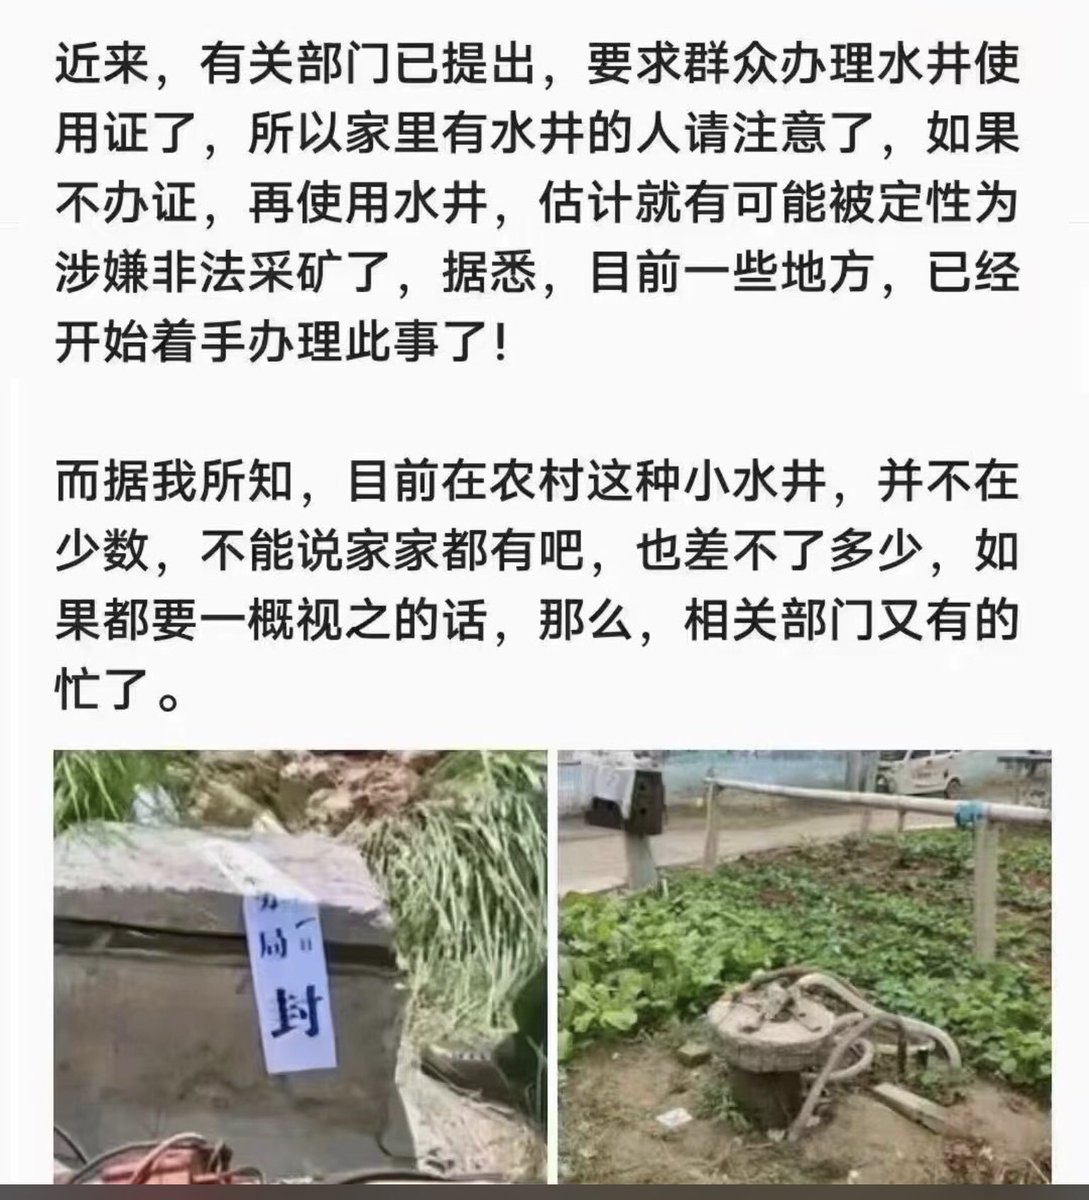 近来，有关部门已提出，要求群众办理水井使
用证了，所以家里有水井的人请注意了，如果
不办证，再使用水井，估计就有可能被定性为
涉嫌非法采矿了，据悉，目前一些地方，已经
开始着手办理此事了！
而据我所知，目前在农村这种小水井，并不在
少数，不能说家家都有吧，也差不了多少，如
果都要一概视之的话，那么，相关部门又有的
忙了。
局
封